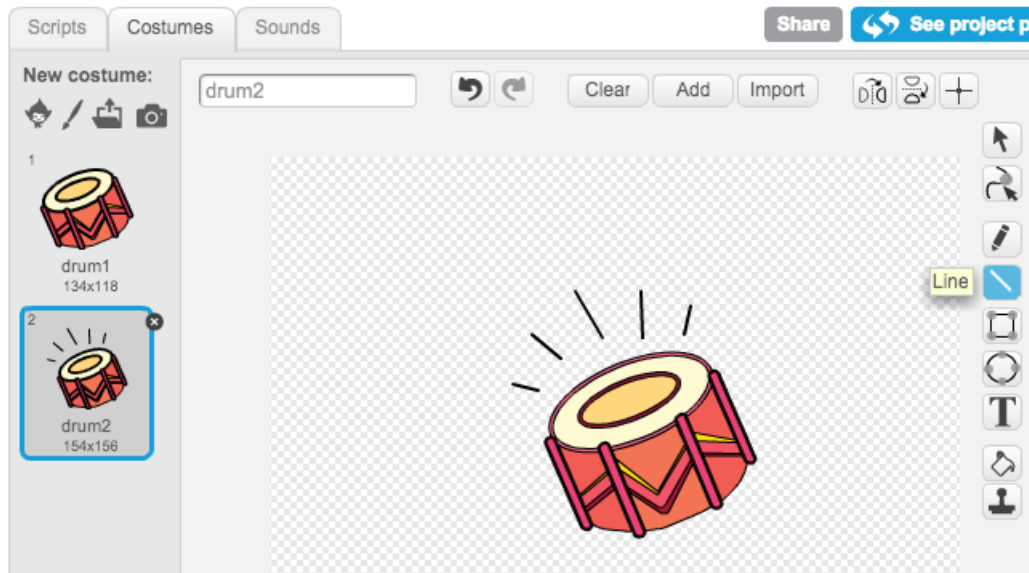 Scripts
Costumes
Sounds
Share
See project p
New costume:
drum2
Clear
Add
Import
1
drum1
134x118
Line
2
drum2
154x156
T